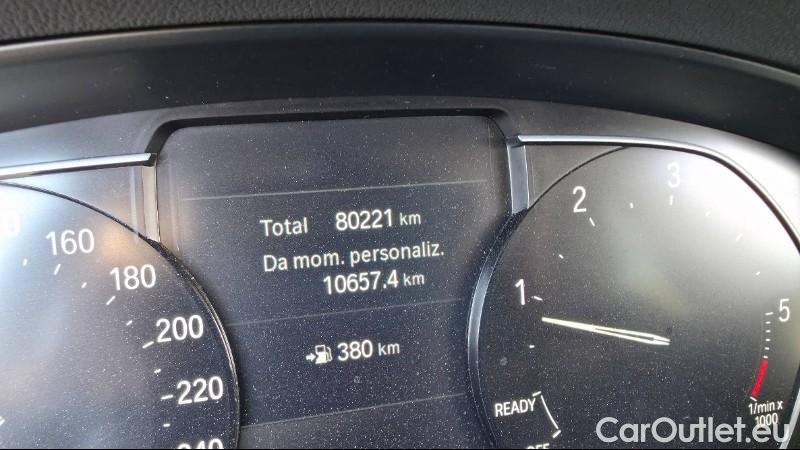 Total 80221 km
Da mom. personaliz.
10657.4 km
380 km
160
180
200
220
1
2
3
5
READY
1/min x
1000
CarOutlet.eu